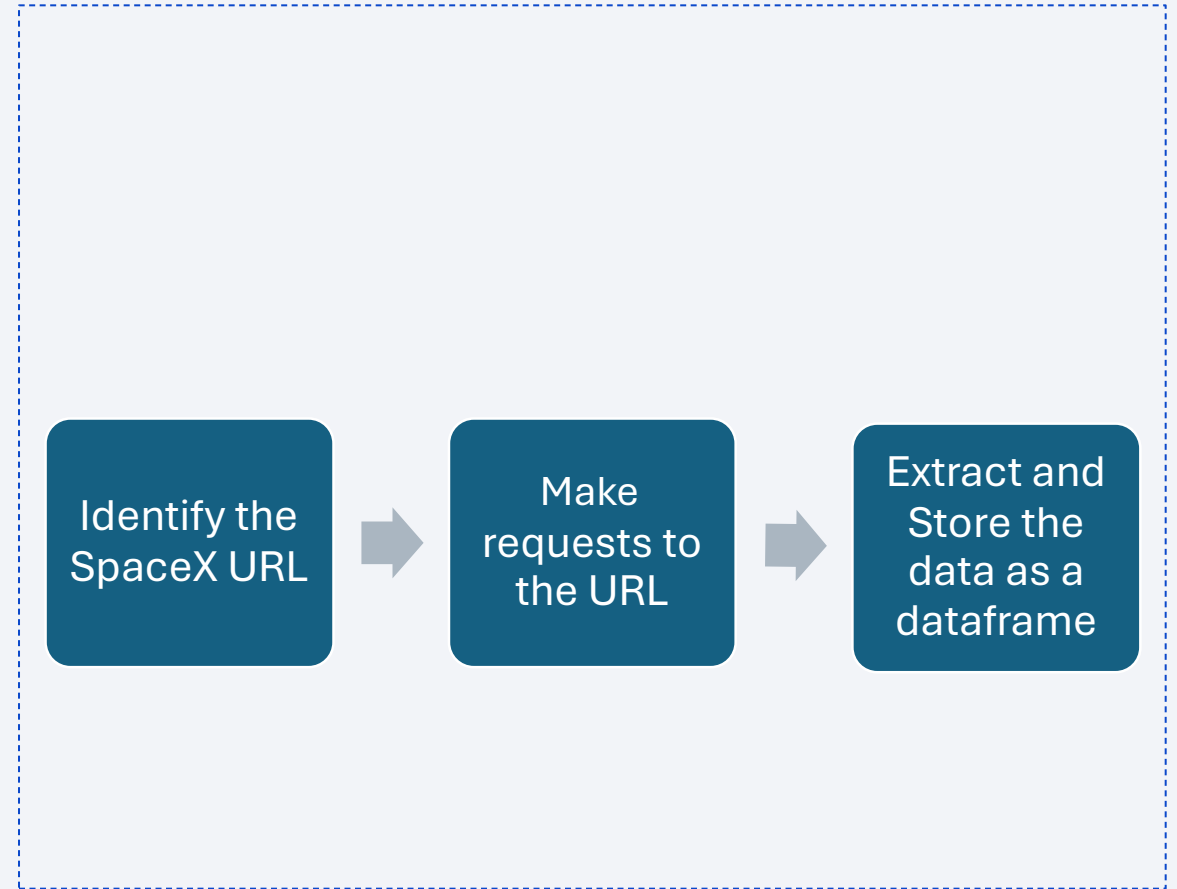 Identify the
SpaceX URL
Make
requests to
the URL
Extract and
Store the
data as a
dataframe